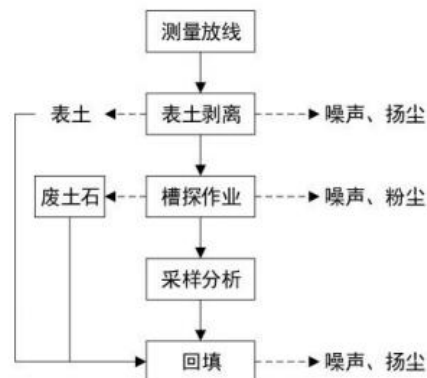 测量放线
表土
表土剥离
噪声、扬尘
废土石
槽探作业
噪声、粉尘
采样分析
回填
噪声、扬尘